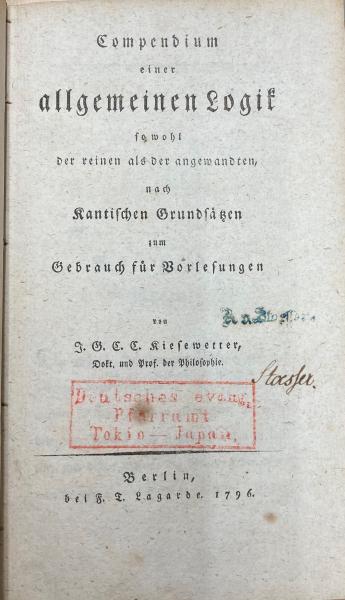 Compendium
einer
allgemeinen Logik
sowohl
der reinen als der angewandten,
nach
Kantischen Grundsätzen
zum
Gebrauch für Vorlesungen
von
J. G. C. C. Kiesewetter,
Dokt. und Prof. der Philosophie.
Stosser.
Deutsches evang.
Pfarramt
Tokio — Japan.
Berlin,
bei F. T. Lagarde. 1796.